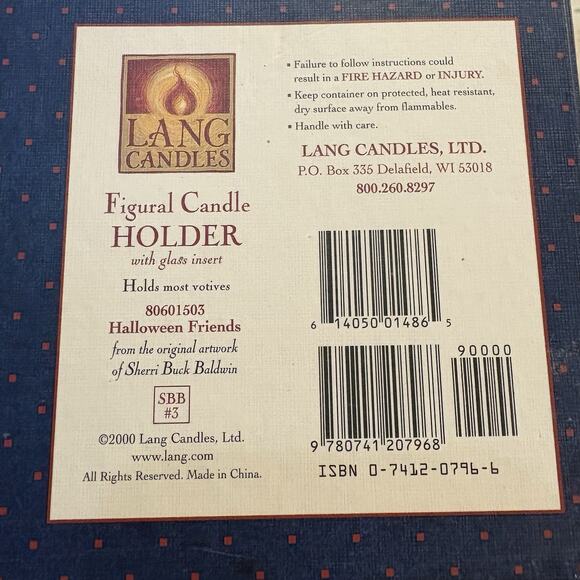 LANG
CANDLES
Figural Candle
HOLDER
with glass insert
Holds most votives
80601503
Halloween Friends
from the original artwork
of Sherri Buck Baldwin
SBB
#3
©2000 Lang Candles, Ltd.
www.lang.com
All Rights Reserved. Made in China.
▪ Failure to follow instructions could
result in a FIRE HAZARD or INJURY.
▪ Keep container on protected, heat resistant,
dry surface away from flammables.
▪ Handle with care.
LANG CANDLES, LTD.
P.O. Box 335 Delafield, WI 53018
800.260.8297
6 14050 01486 5
90000
9 780741 207968
ISBN 0-7412-0796-6